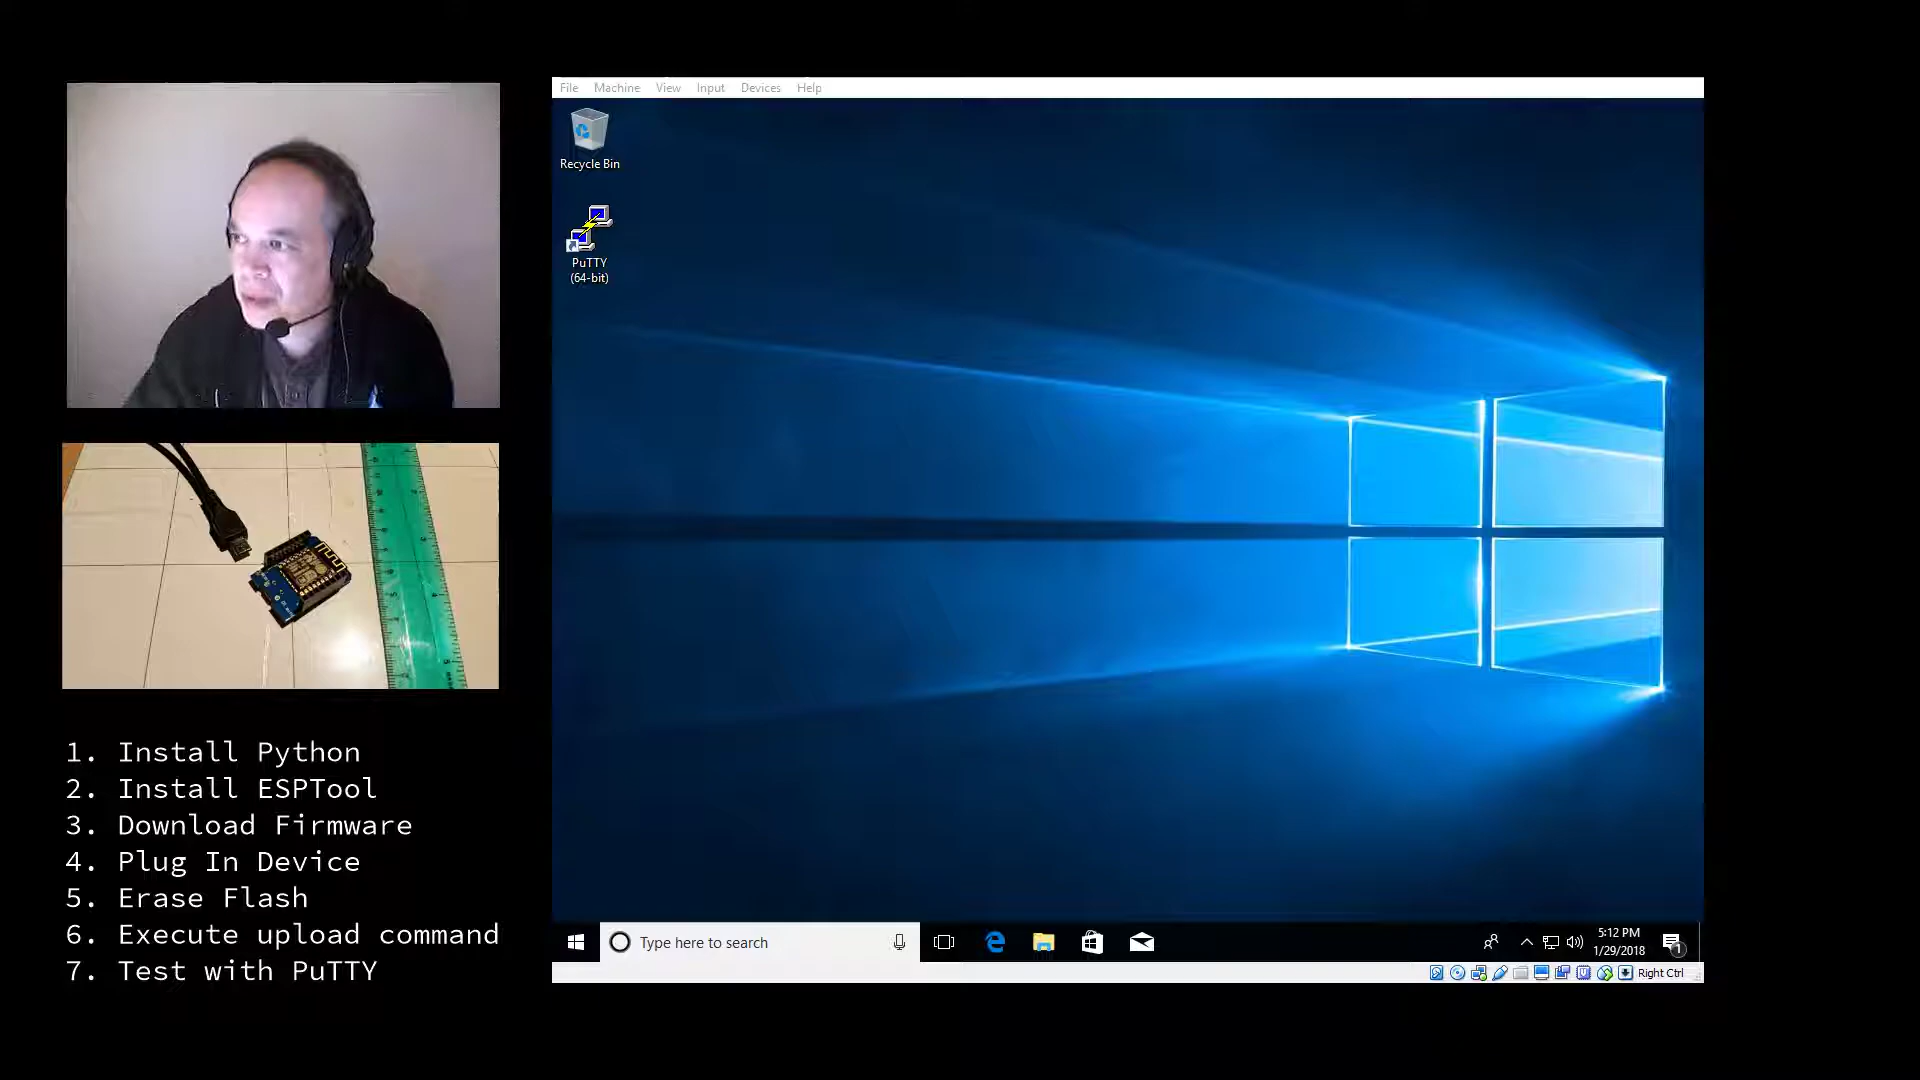 File Machine View Input Devices Help
Recycle Bin
PuTTY
(64-bit)
1. Install Python
2. Install ESPTool
3. Download Firmware
4. Plug In Device
5. Erase Flash
6. Execute upload command
7. Test with PuTTY
Type here to search
5:12 PM
1/29/2018
1
Right Ctrl